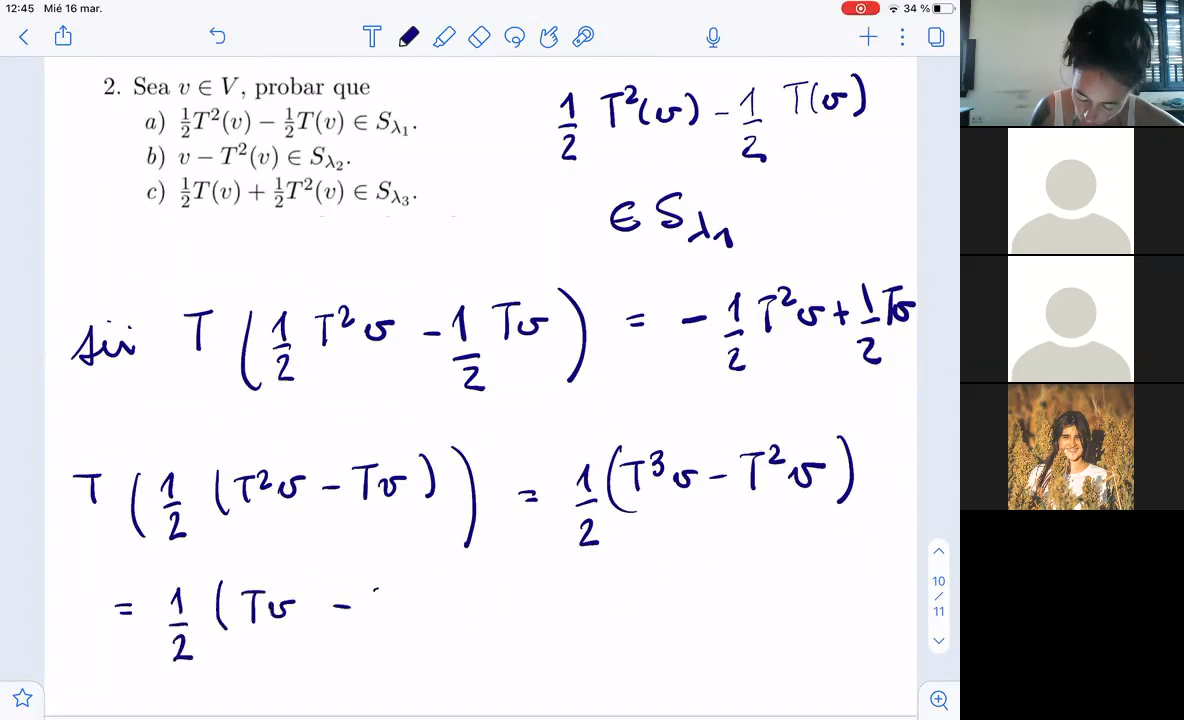 12:45 Mié 16 mar.
34 %
2. Sea v ∈ V, probar que
a) ½T²(v) − ½T(v) ∈ S_λ₁.
b) v − T²(v) ∈ S_λ₂.
c) ½T(v) + ½T²(v) ∈ S_λ₃.
½ T²(v) − ½ T(v)
∈ S_λ₁
sii T(½ T²v − ½ Tv) = − ½ T²v + ½ Tv
T(½ (T²v − Tv)) = ½ (T³v − T²v)
= ½ (Tv −
10
/
11